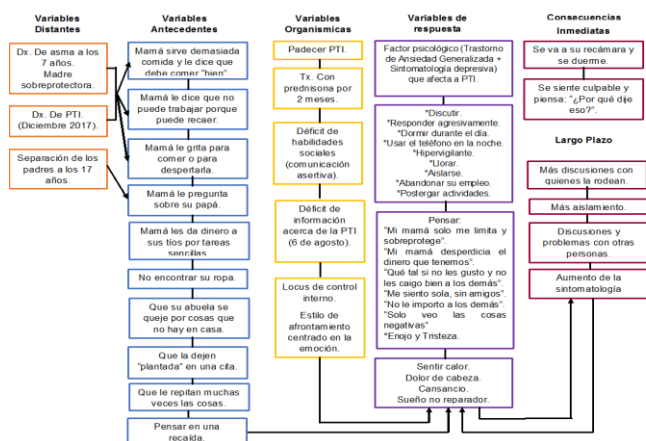 Variables
Distantes
Dx. De asma a los
7 años.
Madre
sobreprotectora.
Dx. De PTI.
(Diciembre 2017).
Separación de los
padres a los 17
años.
Variables
Antecedentes
Mamá sirve demasiada
comida y le dice que
debe comer "bien"
Mamá le dice que no
puede trabajar porque
puede recaer.
Mamá le grita para
comer o para
despertarla.
Mamá le pregunta
sobre su papá.
Mamá les da dinero a
sus tíos por tareas
sencillas
No encontrar su ropa.
Que su abuela se
queje por cosas que
no hay en casa.
Que la dejen
"plantada" en una cita.
Que le repitan muchas
veces las cosas.
Pensar en una
recaída.
Variables
Organismicas
Padecer PTI.
Tx. Con
prednisona por
2 meses.
Déficit de
habilidades
sociales
(comunicación
asertiva).
Déficit de
información
acerca de la PTI
(6 de agosto).
Locus de control
interno.
Estilo de
afrontamiento
centrado en la
emoción.
Variables de
respuesta
Factor psicológico (Trastorno
de Ansiedad Generalizada +
Sintomatología depresiva) que
afecta a PTI.
*Discutir.
*Responder agresivamente.
*Dormir durante el día.
*Usar el teléfono en la noche.
*Hipervigilante.
*Llorar.
*Aislarse.
*Abandonar su empleo.
*Postergar actividades.
Pensar:
"Mi mamá solo me limita y
sobreprotege".
"Mi mamá desperdicia el
dinero que tenemos".
"Qué tal si no les gusto y no
les caigo bien a los demás".
"Me siento sola, sin amigos".
"No le importo a los demás".
"Solo veo las cosas
negativas"
*Enojo y Tristeza.
Sentir calor.
Dolor de cabeza.
Cansancio.
Sueño no reparador.
Consecuencias
Inmediatas
Se va a su recámara y
se duerme.
Se siente culpable y
piensa: "¿Por qué dije
eso?".
Largo Plazo
Más discusiones con
quienes la rodean.
Más aislamiento.
Discusiones y
problemas con otras
personas.
Aumento de la
sintomatología